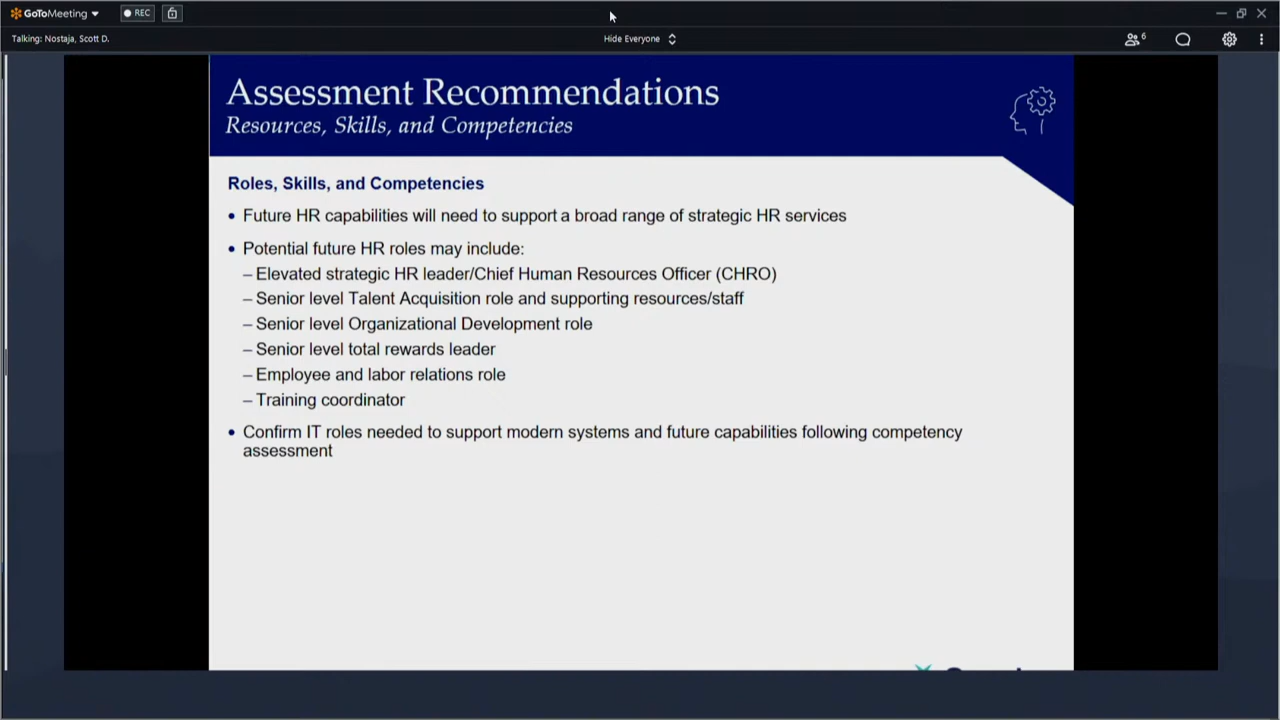 GoToMeeting
REC
Talking: Nostaja, Scott D.
Hide Everyone
6
Assessment Recommendations
Resources, Skills, and Competencies
Roles, Skills, and Competencies
• Future HR capabilities will need to support a broad range of strategic HR services
• Potential future HR roles may include:
– Elevated strategic HR leader/Chief Human Resources Officer (CHRO)
– Senior level Talent Acquisition role and supporting resources/staff
– Senior level Organizational Development role
– Senior level total rewards leader
– Employee and labor relations role
– Training coordinator
• Confirm IT roles needed to support modern systems and future capabilities following competency
assessment